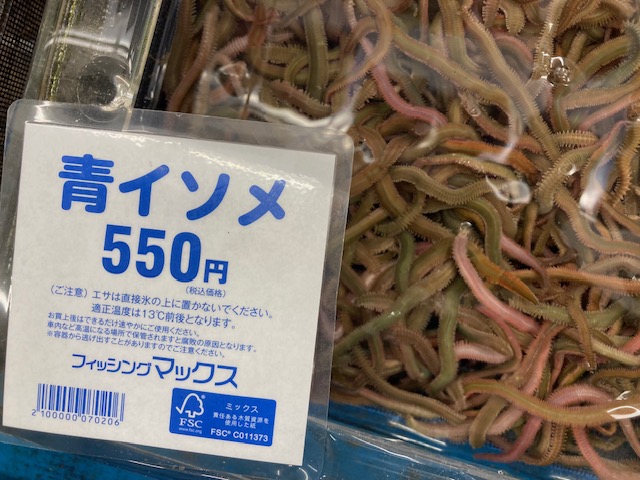 青イソメ
550円
(税込価格)
(ご注意) エサは直接氷の上に置かないでください。
適正温度は13℃前後となります。
お買上後はできるだけ速やかにご使用ください。
車内など高温になる場所で保管されますと腐敗の原因となります。
※容器から逃げ出すことがありますのでご注意ください。
フィッシングマックス
2100000070206
FSC
www.fsc.org
ミックス
責任ある木質資源を
使用した紙
FSC® C011373